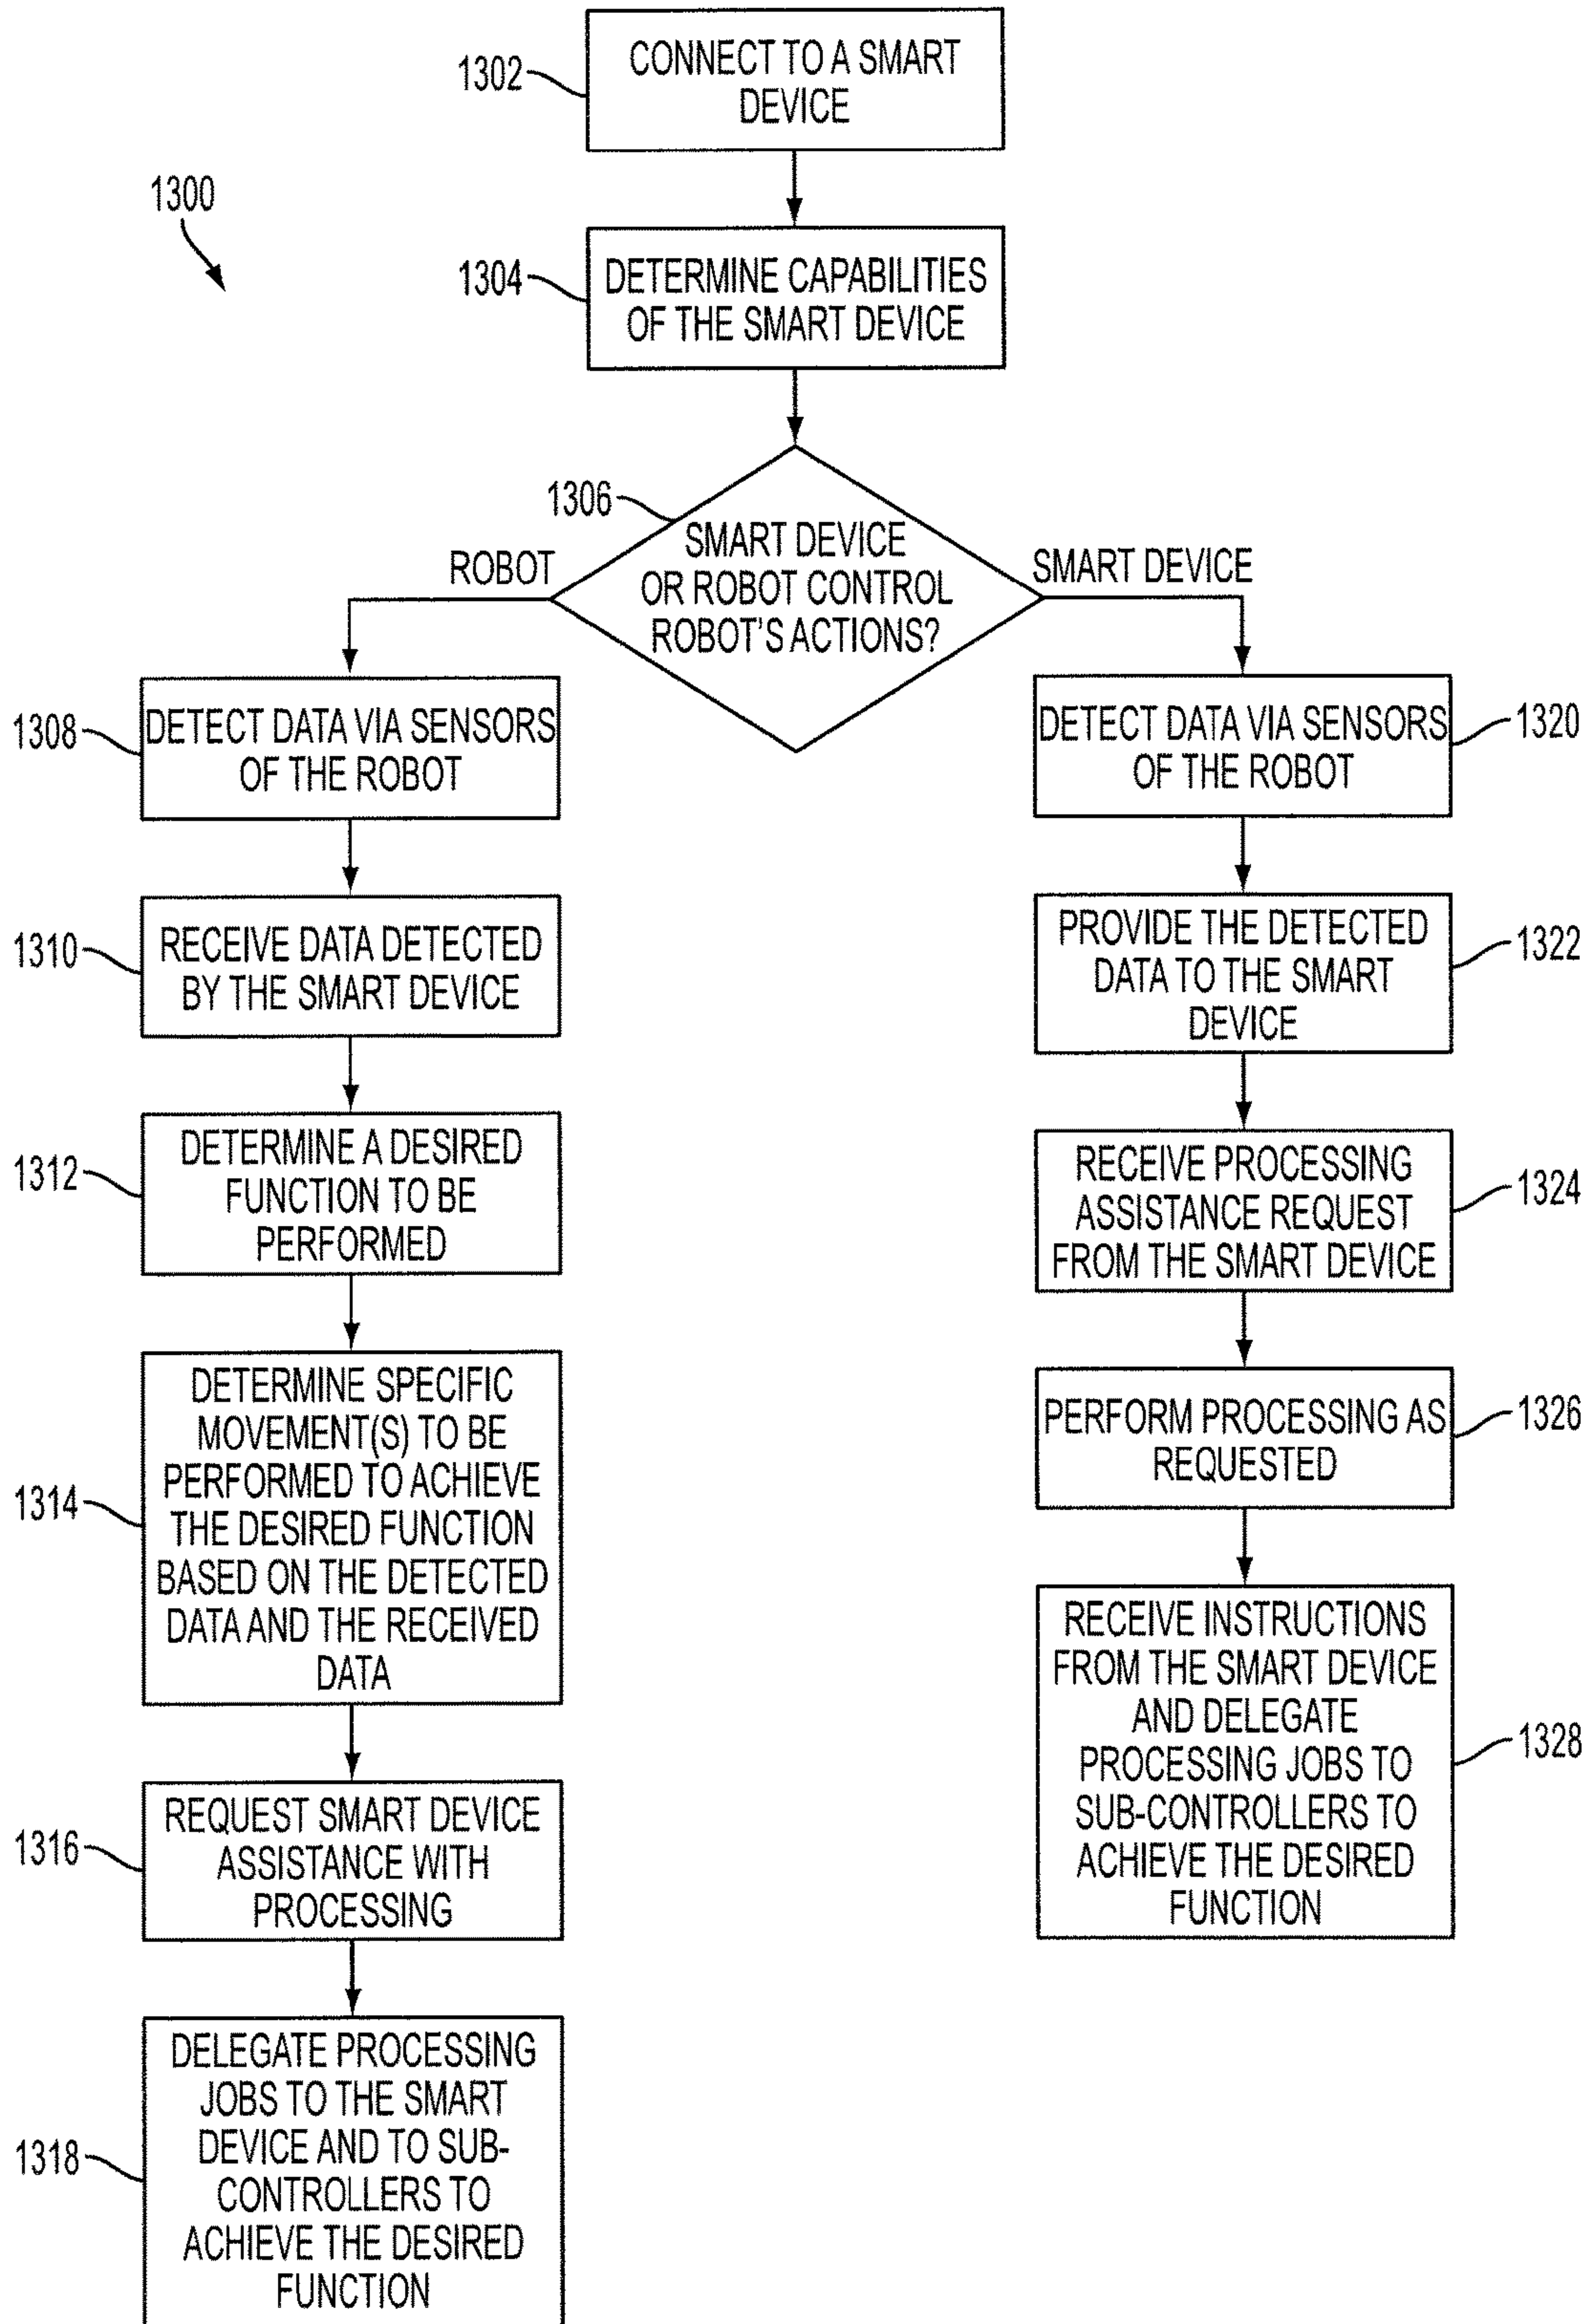 1300
1302
CONNECT TO A SMART
DEVICE
1304
DETERMINE CAPABILITIES
OF THE SMART DEVICE
1306
SMART DEVICE
OR ROBOT CONTROL
ROBOT'S ACTIONS?
ROBOT
SMART DEVICE
1308
DETECT DATA VIA SENSORS
OF THE ROBOT
1310
RECEIVE DATA DETECTED
BY THE SMART DEVICE
1312
DETERMINE A DESIRED
FUNCTION TO BE
PERFORMED
1314
DETERMINE SPECIFIC
MOVEMENT(S) TO BE
PERFORMED TO ACHIEVE
THE DESIRED FUNCTION
BASED ON THE DETECTED
DATA AND THE RECEIVED
DATA
1316
REQUEST SMART DEVICE
ASSISTANCE WITH
PROCESSING
1318
DELEGATE PROCESSING
JOBS TO THE SMART
DEVICE AND TO SUB-
CONTROLLERS TO
ACHIEVE THE DESIRED
FUNCTION
DETECT DATA VIA SENSORS
OF THE ROBOT
1320
PROVIDE THE DETECTED
DATA TO THE SMART
DEVICE
1322
RECEIVE PROCESSING
ASSISTANCE REQUEST
FROM THE SMART DEVICE
1324
PERFORM PROCESSING AS
REQUESTED
1326
RECEIVE INSTRUCTIONS
FROM THE SMART DEVICE
AND DELEGATE
PROCESSING JOBS TO
SUB-CONTROLLERS TO
ACHIEVE THE DESIRED
FUNCTION
1328